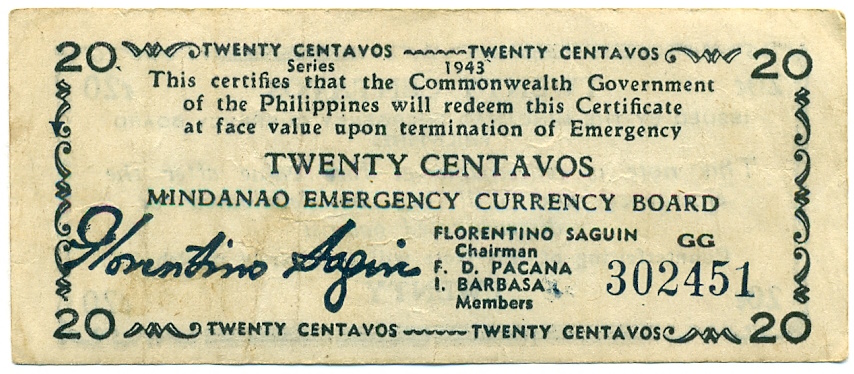 20 TWENTY CENTAVOS TWENTY CENTAVOS 20
Series 1943
This certifies that the Commonwealth Government
of the Philippines will redeem this Certificate
at face value upon termination of Emergency
TWENTY CENTAVOS
MINDANAO EMERGENCY CURRENCY BOARD
Florentino Saguin
FLORENTINO SAGUIN GG
Chairman
F. D. PACANA 302451
I. BARBASA
Members
20 TWENTY CENTAVOS TWENTY CENTAVOS 20